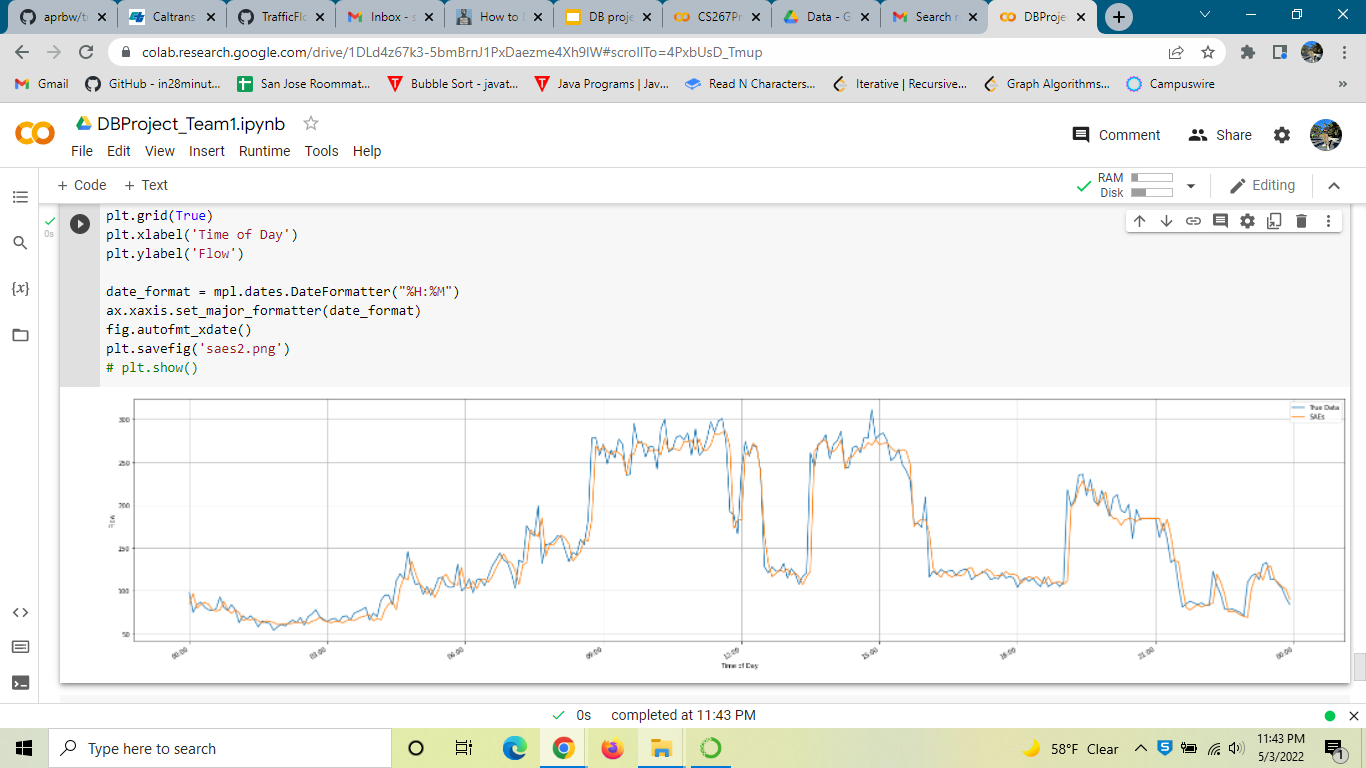 aprbw/tr
Caltrans
TrafficFlo
Inbox - s
How to
DB proje
CS267Pr
Data - G
Search r
DBProje
colab.research.google.com/drive/1DLd4z67k3-5bmBrnJ1PxDaezme4Xh9lW#scrollTo=4PxbUsD_Tmup
Gmail
GitHub - in28minut...
San Jose Roommat...
Bubble Sort - javat...
Java Programs | Jav...
Read N Characters...
Iterative | Recursive...
Graph Algorithms...
Campuswire
»
DBProject_Team1.ipynb
Comment
Share
File Edit View Insert Runtime Tools Help
+ Code + Text
RAM
Disk
Editing
plt.grid(True)
0s
plt.xlabel('Time of Day')
plt.ylabel('Flow')
{x}
date_format = mpl.dates.DateFormatter("%H:%M")
ax.xaxis.set_major_formatter(date_format)
fig.autofmt_xdate()
plt.savefig('saes2.png')
# plt.show()
True Data
SAEs
300
250
200
150
100
50
Flow
00:00 03:00 06:00 09:00 12:00 15:00 18:00 21:00 00:00
Time of Day
0s completed at 11:43 PM
Type here to search
58°F Clear
11:43 PM
5/3/2022
1